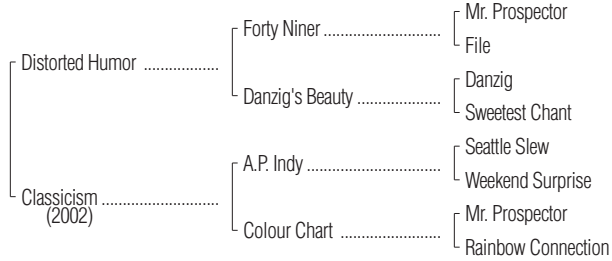 Mr. Prospector
Forty Niner ......................
File
Distorted Humor ..................
Danzig
Danzig's Beauty .................
Sweetest Chant
Seattle Slew
A.P. Indy ..........................
Weekend Surprise
Classicism ............................
(2002)
Mr. Prospector
Colour Chart ....................
Rainbow Connection